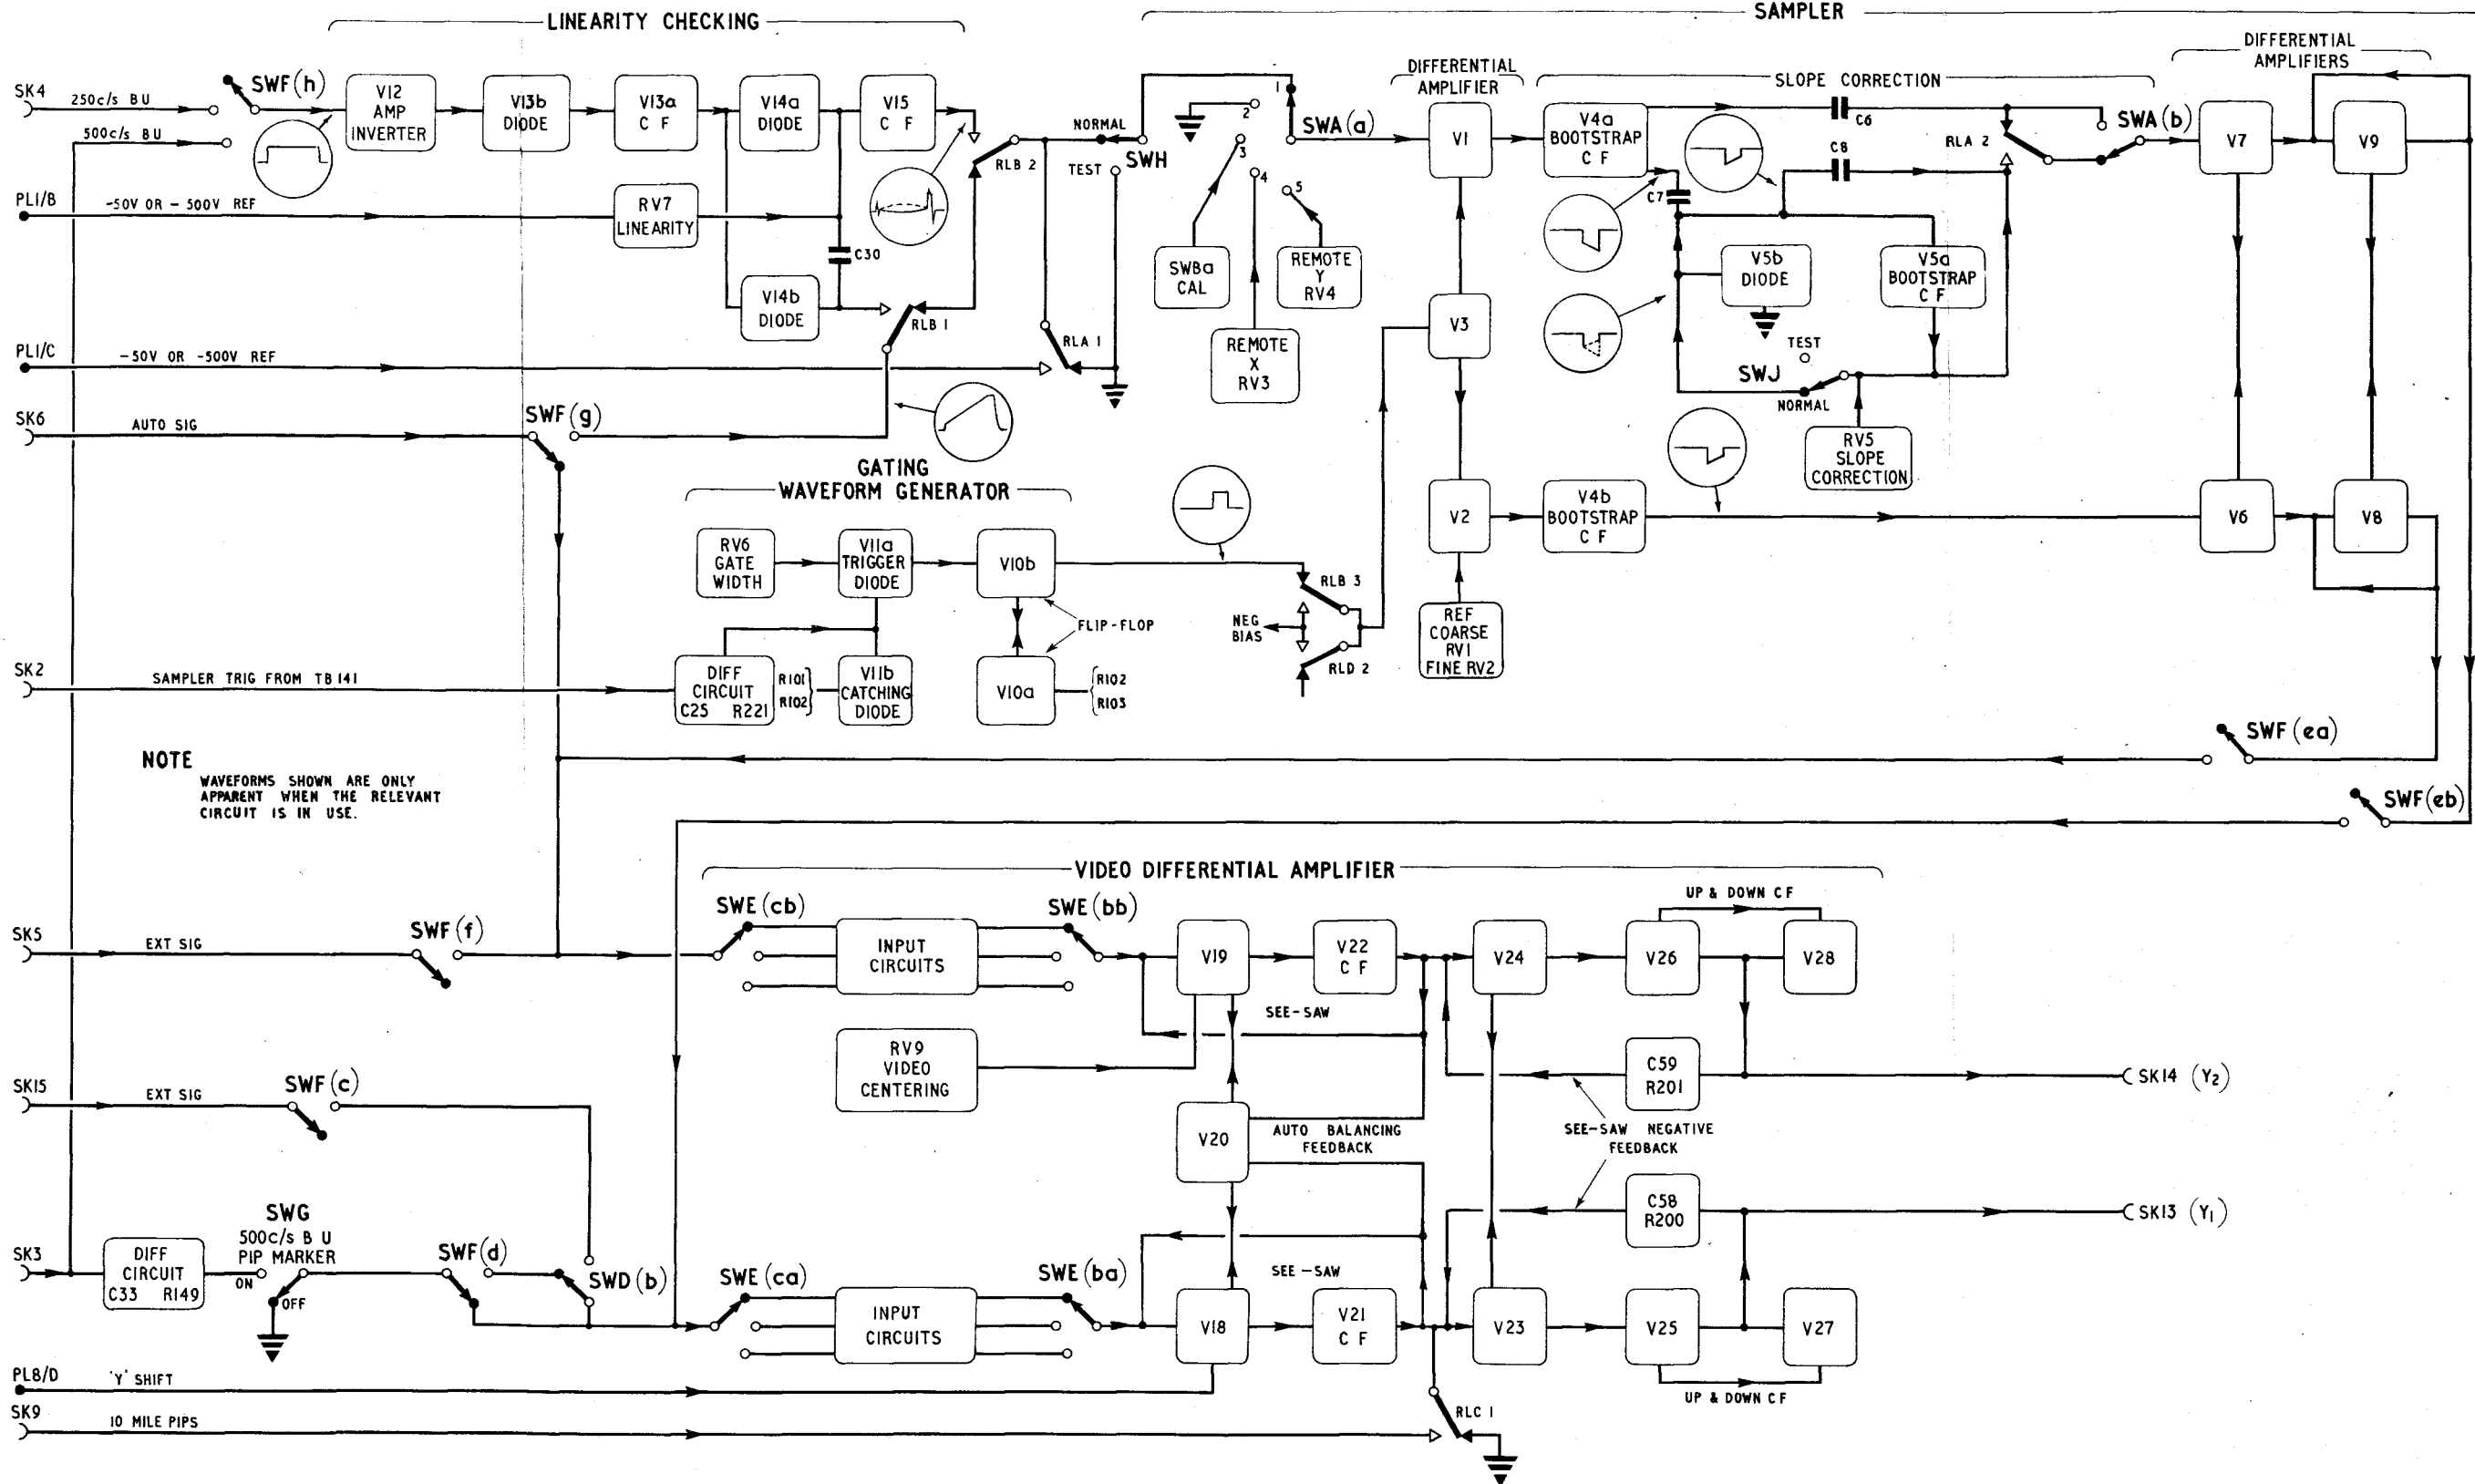 LINEARITY CHECKING
SAMPLER
DIFFERENTIAL
AMPLIFIERS
DIFFERENTIAL
AMPLIFIER
SLOPE CORRECTION
SK4
250c/s BU
500c/s BU
SWF(h)
V12
AMP
INVERTER
V13b
DIODE
V13a
C F
V14a
DIODE
V15
C F
RLB 2
NORMAL
TEST
SWH
1
2
3
4
5
SWA(a)
V1
V4a
BOOTSTRAP
C F
C6
C7
C8
RLA 2
SWA(b)
V7
V9
PL1/B
-50V OR -500V REF
RV7
LINEARITY
C30
V14b
DIODE
RLB 1
RLA 1
SWBa
CAL
REMOTE
X
RV3
REMOTE
Y
RV4
V3
V5b
DIODE
V5a
BOOTSTRAP
C F
TEST
SWJ
NORMAL
RV5
SLOPE
CORRECTION
PL1/C
-50V OR -500V REF
SK6
AUTO SIG
SWF(g)
GATING
WAVEFORM GENERATOR
RV6
GATE
WIDTH
V11a
TRIGGER
DIODE
V10b
RLB 3
NEG
BIAS
RLD 2
V2
V4b
BOOTSTRAP
C F
V6
V8
REF
COARSE
RV1
FINE RV2
FLIP-FLOP
SK2
SAMPLER TRIG FROM TB 141
DIFF
CIRCUIT
C25 R221
R101
R102
V11b
CATCHING
DIODE
V10a
R102
R103
NOTE
WAVEFORMS SHOWN ARE ONLY
APPARENT WHEN THE RELEVANT
CIRCUIT IS IN USE.
SWF(ea)
SWF(eb)
VIDEO DIFFERENTIAL AMPLIFIER
SK5
EXT SIG
SWF(f)
SWE(cb)
INPUT
CIRCUITS
SWE(bb)
V19
V22
C F
V24
V26
V28
UP & DOWN CF
SEE-SAW
RV9
VIDEO
CENTERING
C59
R201
SK14 (Y2)
SK15
EXT SIG
SWF(c)
V20
AUTO BALANCING
FEEDBACK
SEE-SAW NEGATIVE
FEEDBACK
C58
R200
SK13 (Y1)
SK3
DIFF
CIRCUIT
C33 R149
SWG
500c/s B U
PIP MARKER
ON
OFF
SWF(d)
SWD(b)
SWE(ca)
INPUT
CIRCUITS
SWE(ba)
V18
SEE-SAW
V21
C F
V23
V25
V27
UP & DOWN CF
PL8/D
'Y' SHIFT
SK9
10 MILE PIPS
RLC 1